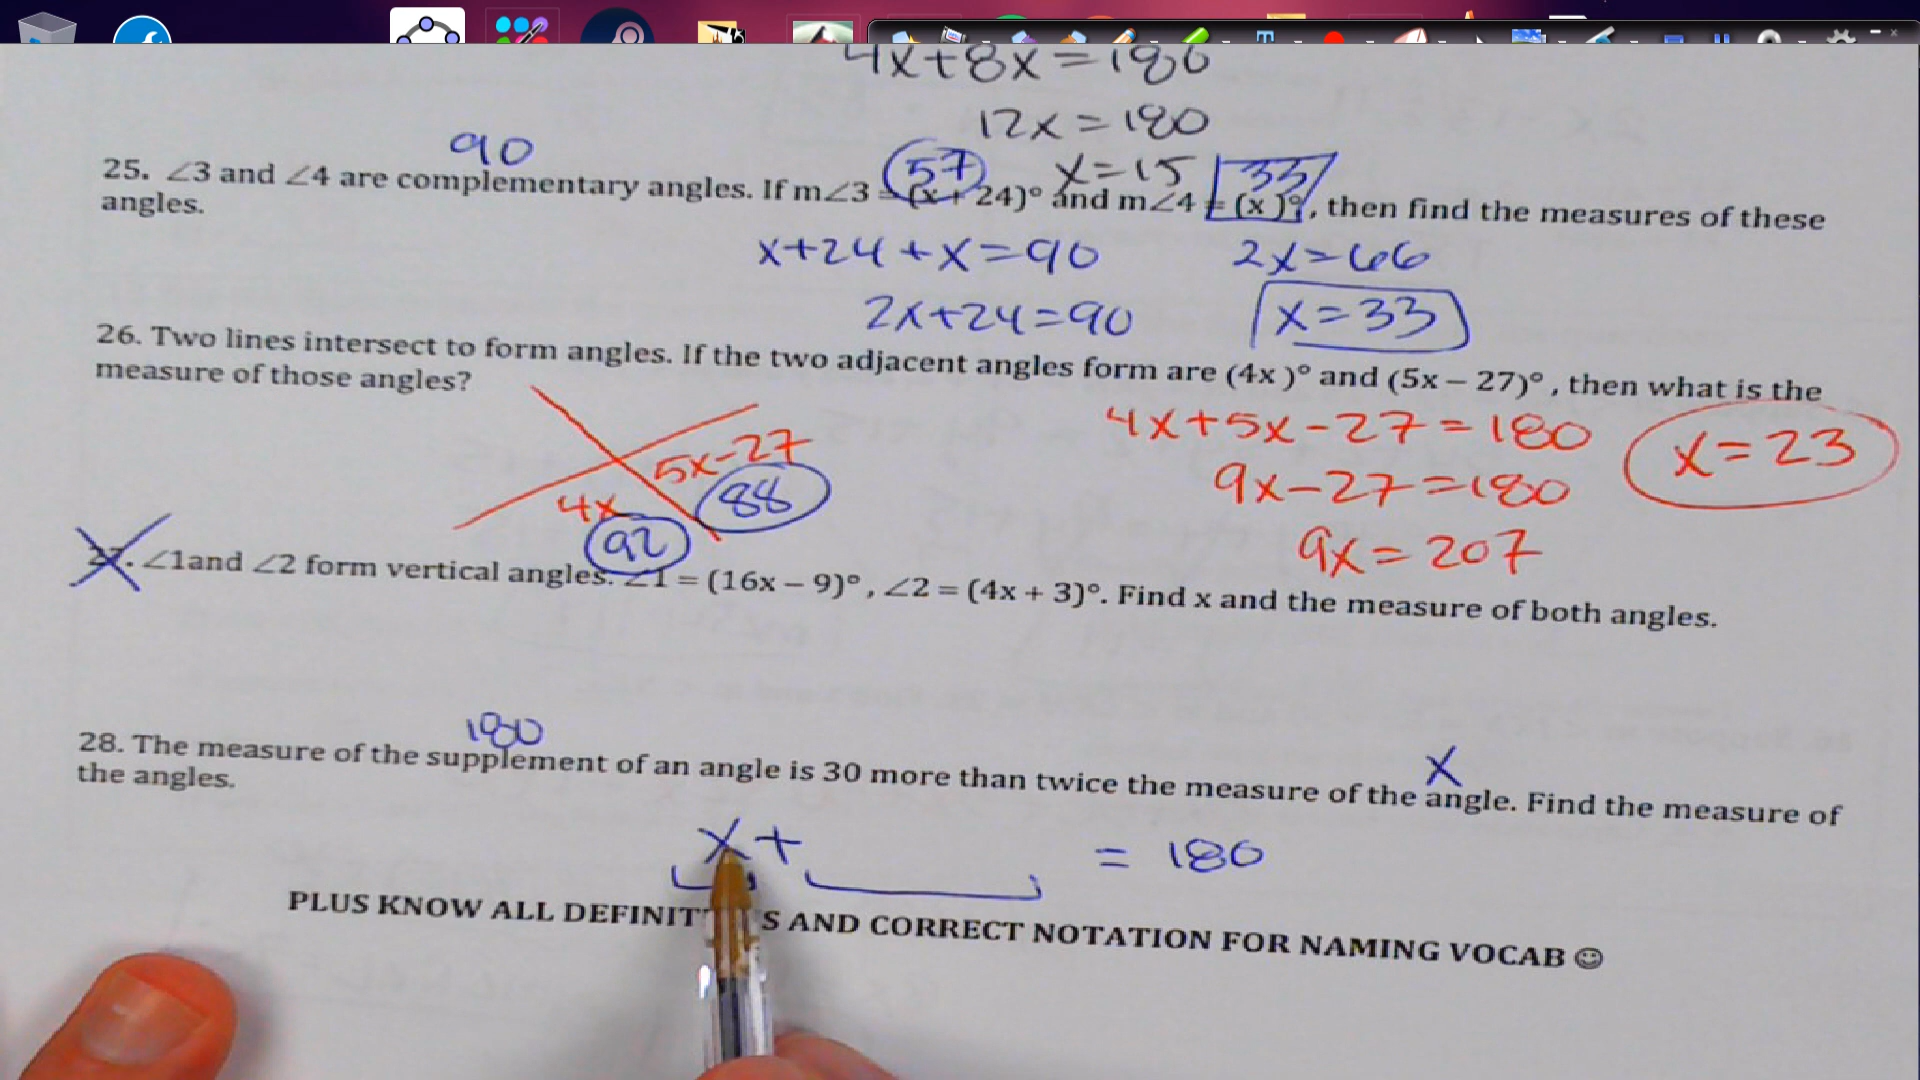 4x+8x=180
12x=180
x=15
90
57
33
25. ∠3 and ∠4 are complementary angles. If m∠3 = (x + 24)° and m∠4 = (x )°, then find the measures of these
angles.
x+24+x=90
2x=66
2x+24=90
x=33
26. Two lines intersect to form angles. If the two adjacent angles form are (4x )° and (5x – 27)° , then what is the
measure of those angles?
4x+5x-27=180
x=23
5x-27
9x-27=180
4x
88
92
9x=207
27. ∠1and ∠2 form vertical angles. ∠1 = (16x – 9)° , ∠2 = (4x + 3)°. Find x and the measure of both angles.
180
x
28. The measure of the supplement of an angle is 30 more than twice the measure of the angle. Find the measure of
the angles.
x+ = 180
PLUS KNOW ALL AND CORRECT NOTATION FOR NAMING VOCAB ☺